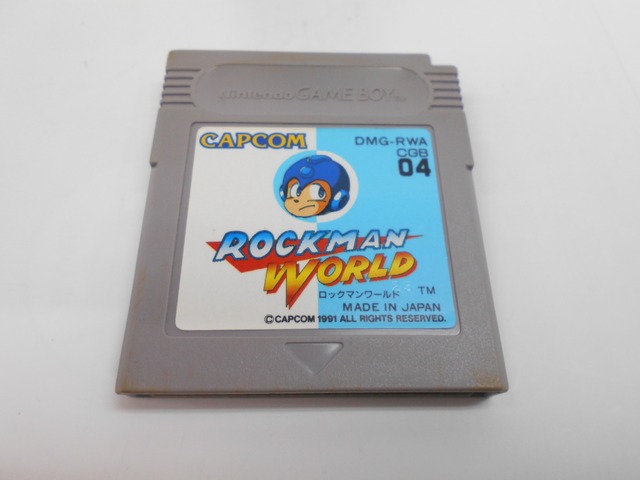 Nintendo GAME BOY™
CAPCOM
DMG-RWA
CGB
04
ROCKMAN
WORLD
ロックマンワールド TM
MADE IN JAPAN
©CAPCOM 1991 ALL RIGHTS RESERVED.